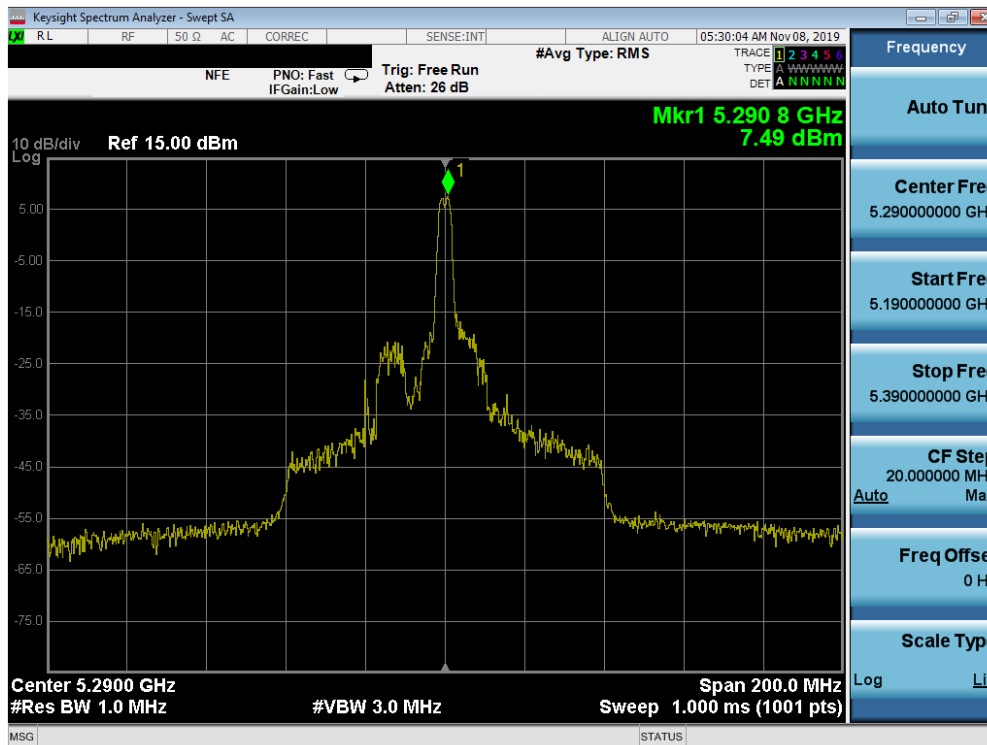 Keysight Spectrum Analyzer - Swept SA
LXI RL RF 50 Ω AC CORREC SENSE:INT ALIGN AUTO 05:30:04 AM Nov 08, 2019
#Avg Type: RMS
TRACE 1 2 3 4 5 6
NFE PNO: Fast Trig: Free Run
TYPE A WWWWW
IFGain:Low Atten: 26 dB
DET A N N N N N
Mkr1 5.290 8 GHz
7.49 dBm
10 dB/div Ref 15.00 dBm
Log
1
5.00
-5.00
-15.0
-25.0
-35.0
-45.0
-55.0
-65.0
-75.0
Center 5.2900 GHz Span 200.0 MHz
#Res BW 1.0 MHz #VBW 3.0 MHz Sweep 1.000 ms (1001 pts)
MSG STATUS
Frequency
Auto Tun
Center Fre
5.290000000 GH
Start Fre
5.190000000 GH
Stop Fre
5.390000000 GH
CF Step
20.000000 MH
Auto Ma
Freq Offse
0 H
Scale Typ
Log Li